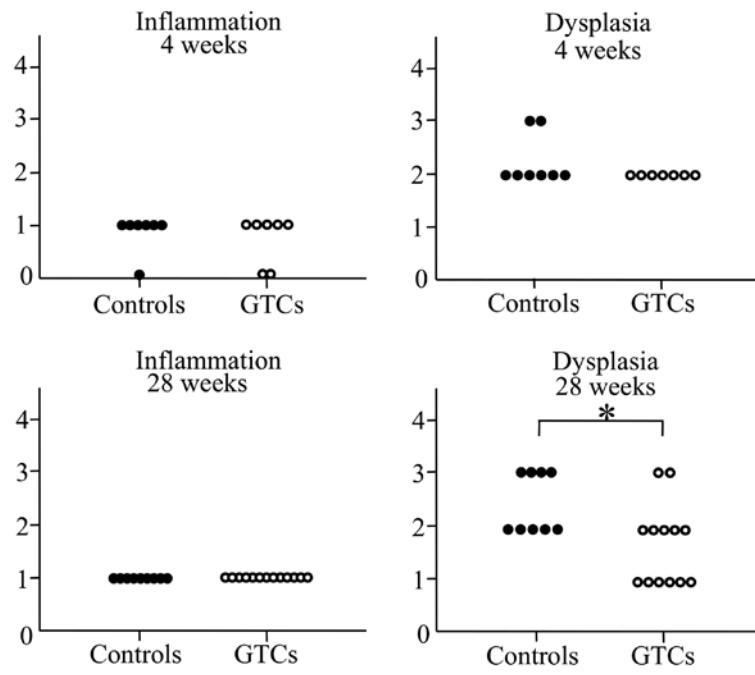 Inflammation
4 weeks
4
3
2
1
0
Controls GTCs
Dysplasia
4 weeks
4
3
2
1
0
Controls GTCs
Inflammation
28 weeks
4
3
2
1
0
Controls GTCs
Dysplasia
28 weeks
*
4
3
2
1
0
Controls GTCs